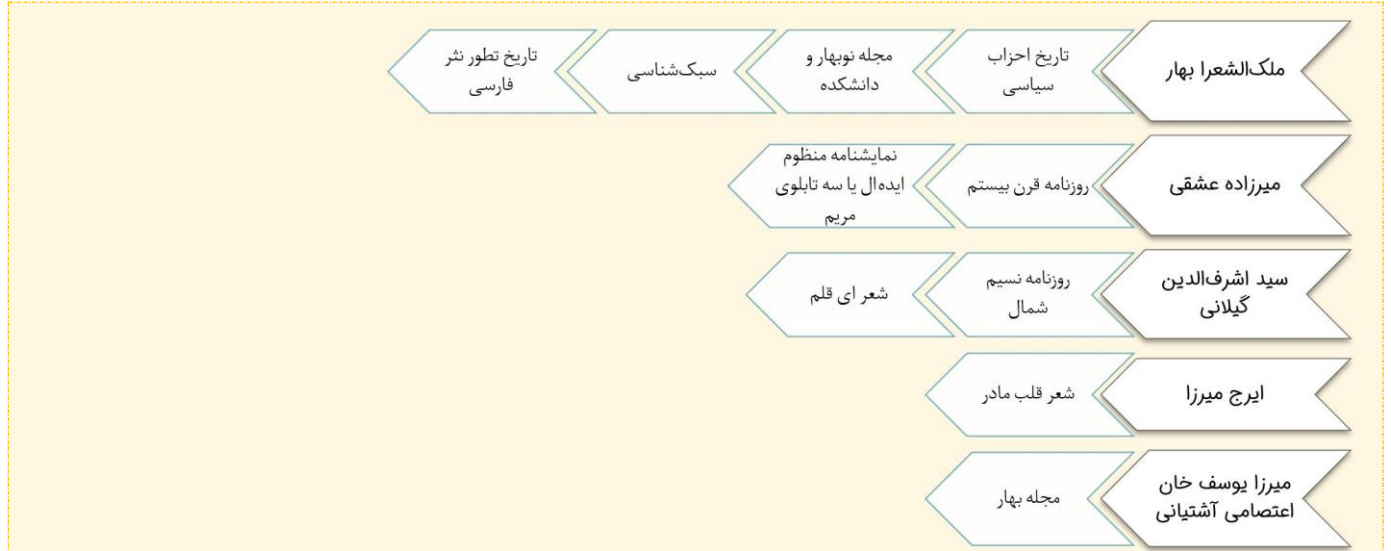 ملک‌الشعرا بهار
تاریخ احزاب
سیاسی
مجله نوبهار و
دانشکده
سبک‌شناسی
تاریخ تطور نثر
فارسی
میرزاده عشقی
روزنامه قرن بیستم
نمایشنامه منظوم
ایده‌ال یا سه تابلوی
مریم
سید اشرف‌الدین
گیلانی
روزنامه نسیم
شمال
شعر ای قلم
ایرج میرزا
شعر قلب مادر
میرزا یوسف خان
اعتصامی آشتیانی
مجله بهار